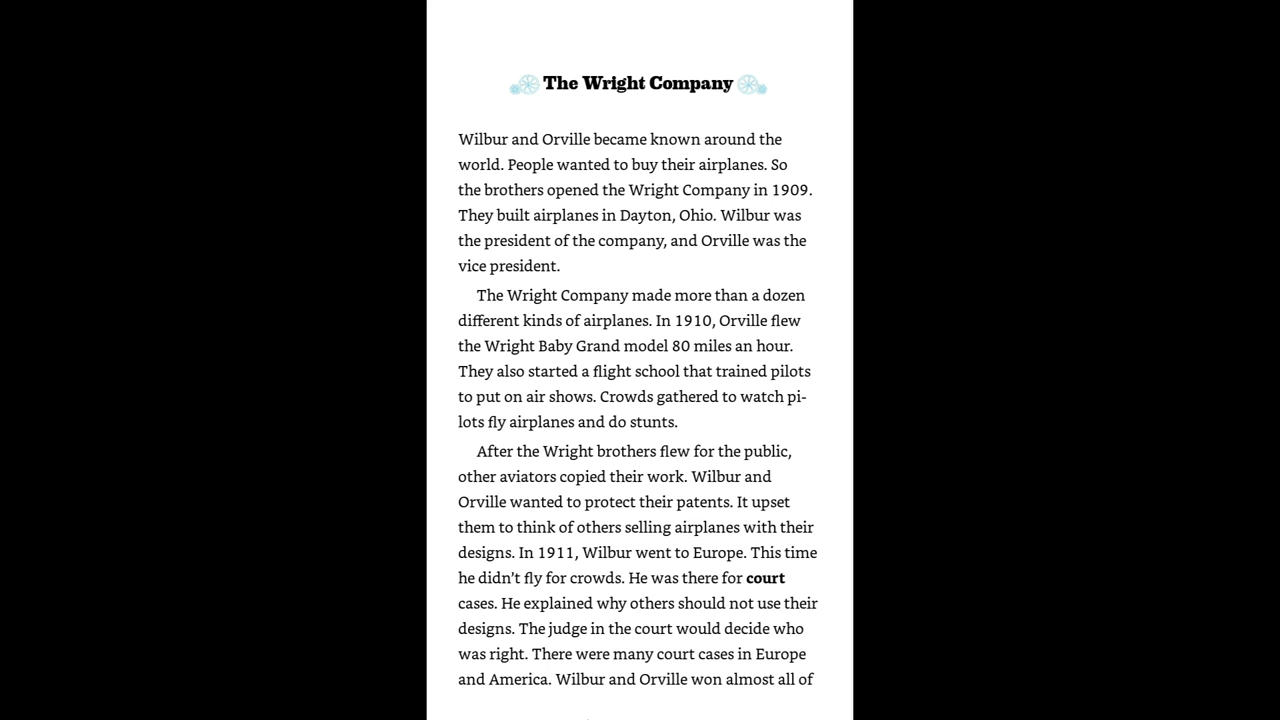 The Wright Company
Wilbur and Orville became known around the
world. People wanted to buy their airplanes. So
the brothers opened the Wright Company in 1909.
They built airplanes in Dayton, Ohio. Wilbur was
the president of the company, and Orville was the
vice president.
The Wright Company made more than a dozen
different kinds of airplanes. In 1910, Orville flew
the Wright Baby Grand model 80 miles an hour.
They also started a flight school that trained pilots
to put on air shows. Crowds gathered to watch pi-
lots fly airplanes and do stunts.
After the Wright brothers flew for the public,
other aviators copied their work. Wilbur and
Orville wanted to protect their patents. It upset
them to think of others selling airplanes with their
designs. In 1911, Wilbur went to Europe. This time
he didn’t fly for crowds. He was there for court
cases. He explained why others should not use their
designs. The judge in the court would decide who
was right. There were many court cases in Europe
and America. Wilbur and Orville won almost all of